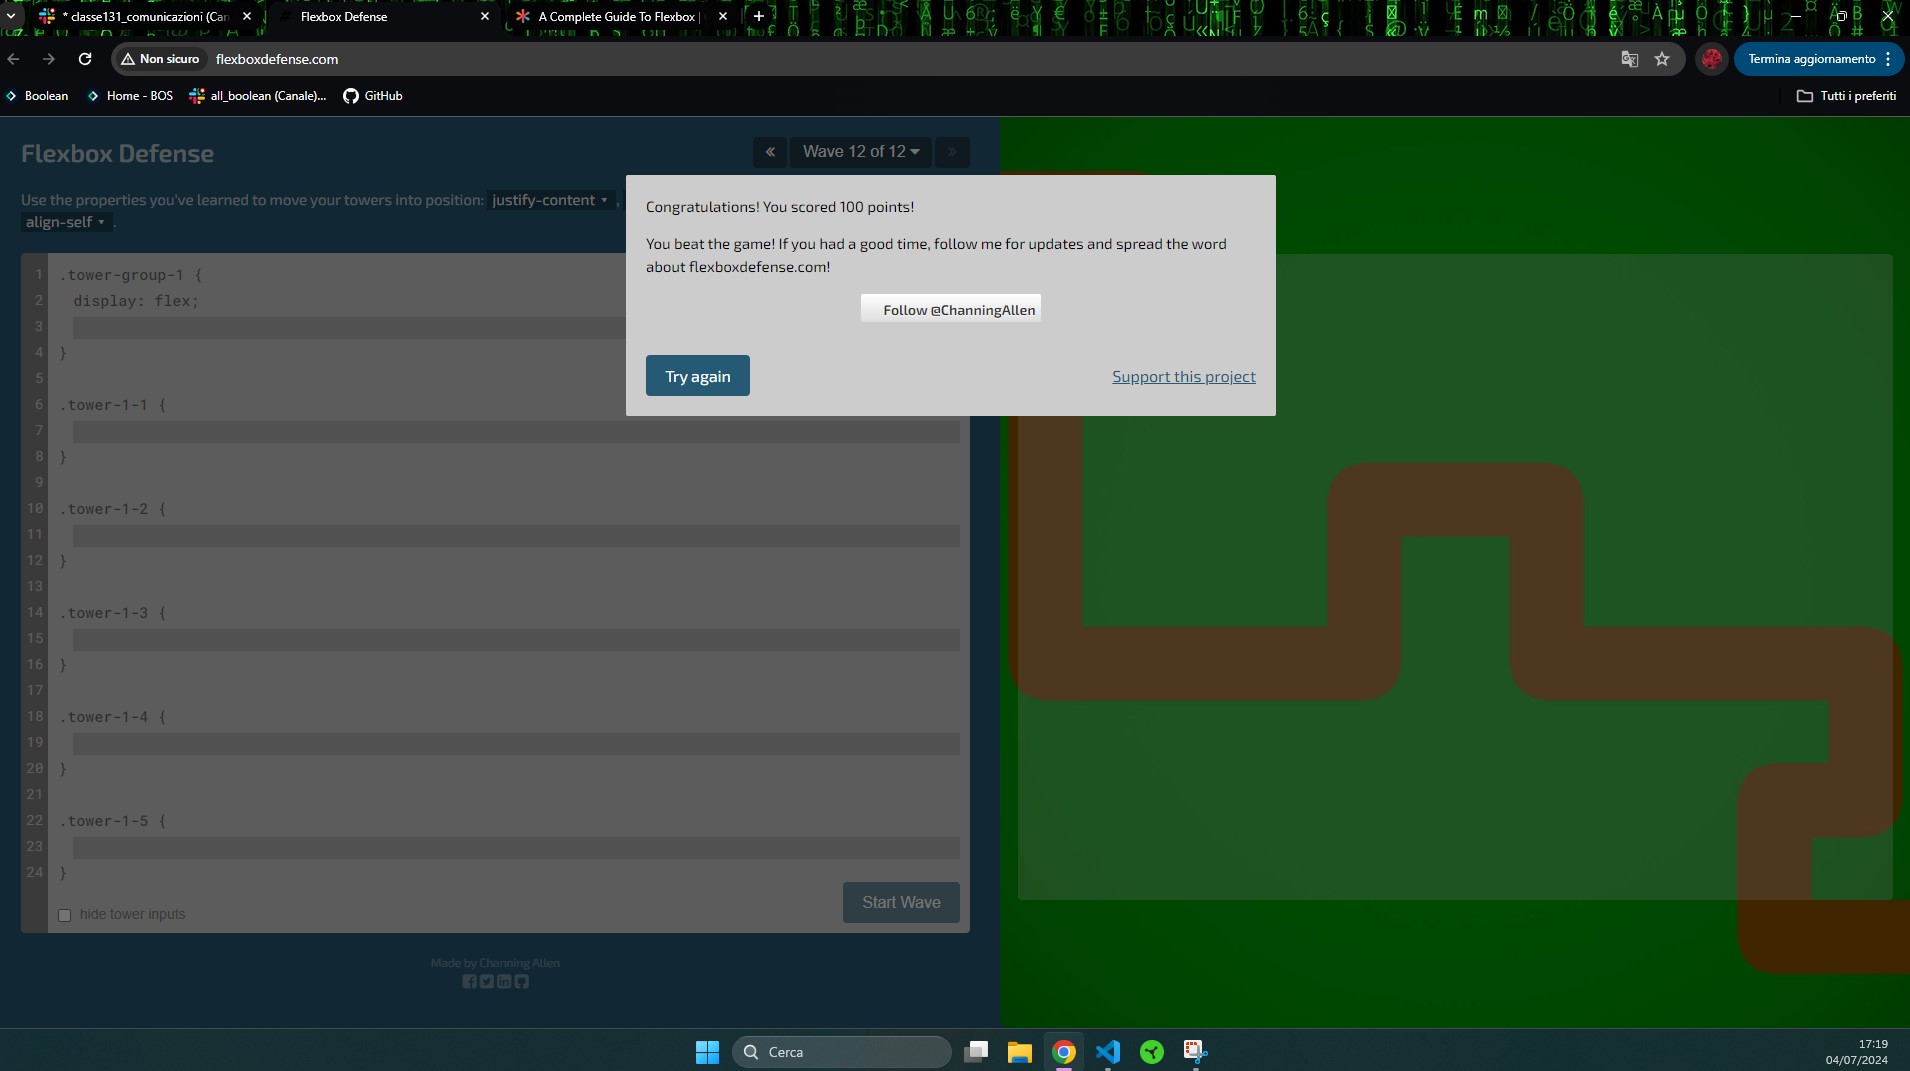 * classe131_comunicazioni (Can
Flexbox Defense
A Complete Guide To Flexbox |
Non sicuro
flexboxdefense.com
Termina aggiornamento
Boolean
Home - BOS
all_boolean (Canale)...
GitHub
Tutti i preferiti
Flexbox Defense
«
Wave 12 of 12
»
Use the properties you've learned to move your towers into position: justify-content ,
align-self .
Congratulations! You scored 100 points!
You beat the game! If you had a good time, follow me for updates and spread the word
about flexboxdefense.com!
Follow @ChanningAllen
Try again
Support this project
1 .tower-group-1 {
2 display: flex;
3
4 }
5
6 .tower-1-1 {
7
8 }
9
10 .tower-1-2 {
11
12 }
13
14 .tower-1-3 {
15
16 }
17
18 .tower-1-4 {
19
20 }
21
22 .tower-1-5 {
23
24 }
hide tower inputs
Start Wave
Made by Channing Allen
Cerca
17:19
04/07/2024